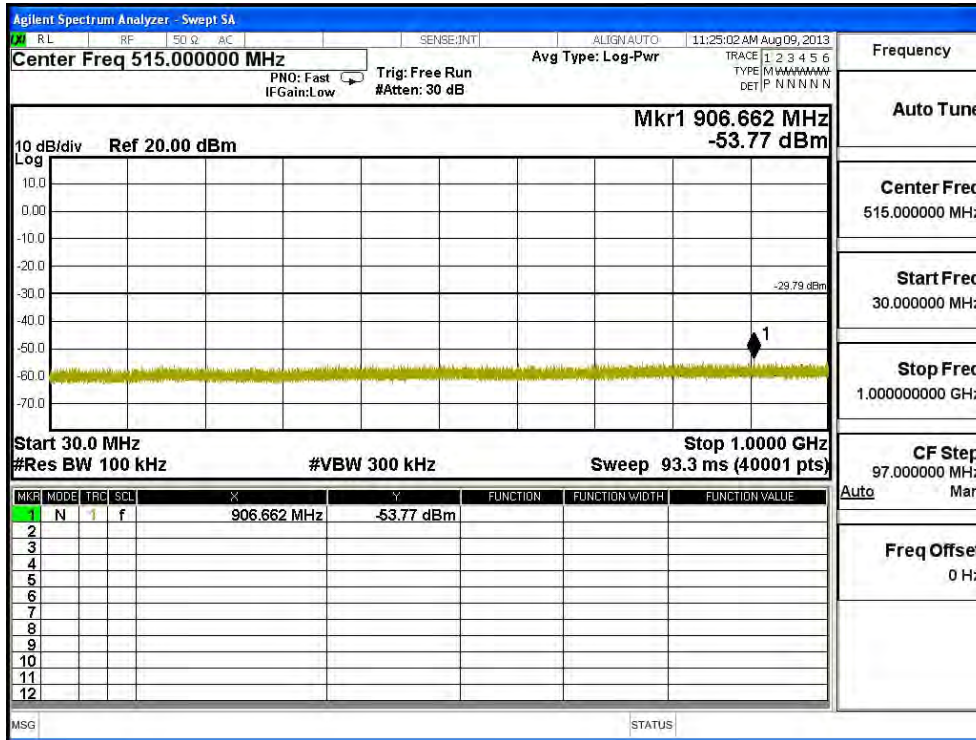 Agilent Spectrum Analyzer - Swept SA
RL RF 50 Ω AC SENSE:INT ALIGN AUTO 11:25:02 AM Aug 09, 2013
Center Freq 515.000000 MHz
PNO: Fast
IFGain:Low
Trig: Free Run
#Atten: 30 dB
Avg Type: Log-Pwr
TRACE 1 2 3 4 5 6
TYPE M WWWWW
DET P N N N N N
Mkr1 906.662 MHz
-53.77 dBm
10 dB/div Ref 20.00 dBm
Log
10.0
0.00
-10.0
-20.0
-30.0
-40.0
-50.0
-60.0
-70.0
-29.79 dBm
1
Start 30.0 MHz Stop 1.0000 GHz
#Res BW 100 kHz #VBW 300 kHz Sweep 93.3 ms (40001 pts)
MKR MODE TRC SCL X Y FUNCTION FUNCTION WIDTH FUNCTION VALUE
1 N 1 f 906.662 MHz -53.77 dBm
2
3
4
5
6
7
8
9
10
11
12
MSG STATUS
Frequency
Auto Tune
Center Freq
515.000000 MHz
Start Freq
30.000000 MHz
Stop Freq
1.000000000 GHz
CF Step
97.000000 MHz
Auto Man
Freq Offset
0 Hz